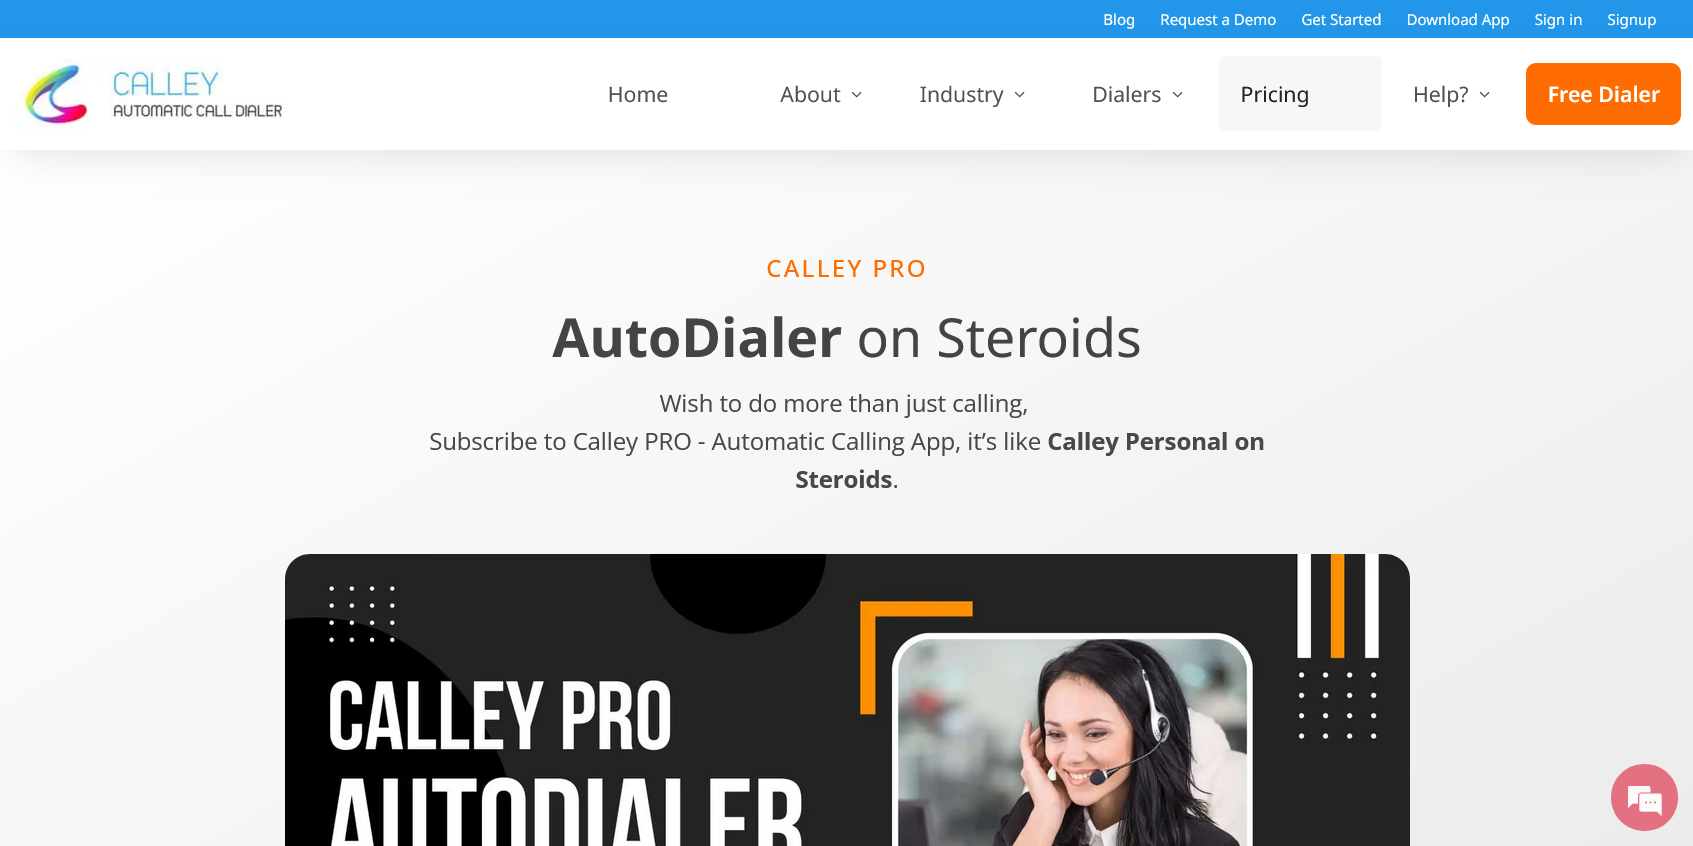 Blog Request a Demo Get Started Download App Sign in Signup
CALLEY
AUTOMATIC CALL DIALER
Home About Industry Dialers Pricing Help? Free Dialer
CALLEY PRO
AutoDialer on Steroids
Wish to do more than just calling,
Subscribe to Calley PRO - Automatic Calling App, it’s like Calley Personal on
Steroids.
CALLEY PRO
AUTODIALER